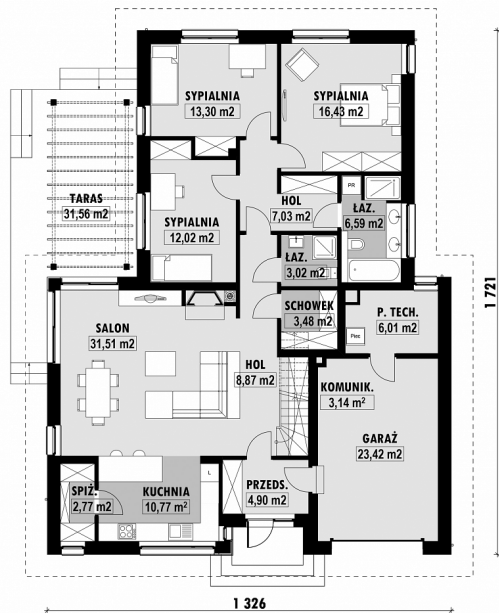 SYPIALNIA
13,30 m2
SYPIALNIA
16,43 m2
TARAS
31,56 m2
SYPIALNIA
12,02 m2
HOL
7,03 m2
PR
ŁAZ.
6,59 m2
ŁAZ.
3,02 m2
SCHOWEK
3,48 m2
P. TECH.
6,01 m2
Piec
SALON
31,51 m2
HOL
8,87 m2
KOMUNIK.
3,14 m²
GARAŻ
23,42 m2
SPIŻ.
2,77 m2
KUCHNIA
10,77 m²
L
PRZEDS.
4,90 m2
1 721
1 326